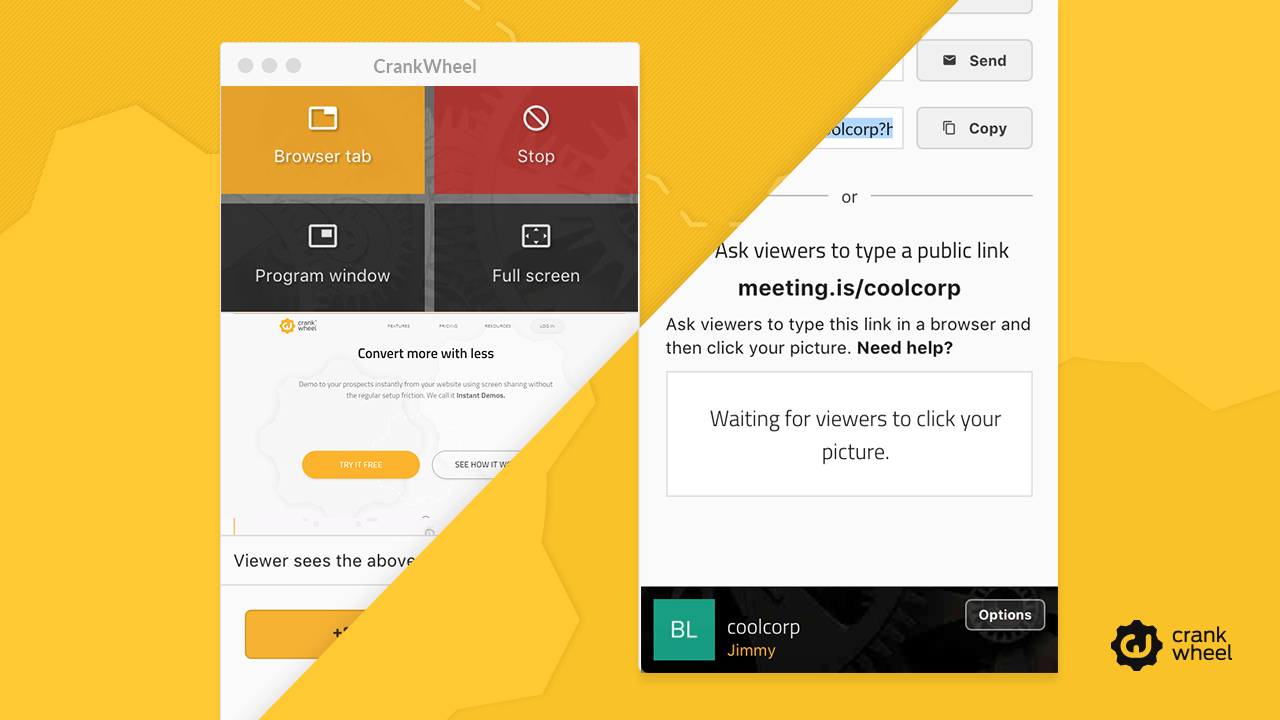 CrankWheel
Browser tab
Stop
Program window
Full screen
crank
wheel
FEATURES
PRICING
RESOURCES
LOG IN
Convert more with less
Demo to your prospects instantly from your website using screen sharing without
the regular setup friction. We call it Instant Demos.
TRY IT FREE
SEE HOW IT
Viewer sees the above
Send
olcorp?h
Copy
or
Ask viewers to type a public link
meeting.is/coolcorp
Ask viewers to type this link in a browser and
then click your picture. Need help?
Waiting for viewers to click your
picture.
BL
coolcorp
Jimmy
Options
crank
wheel